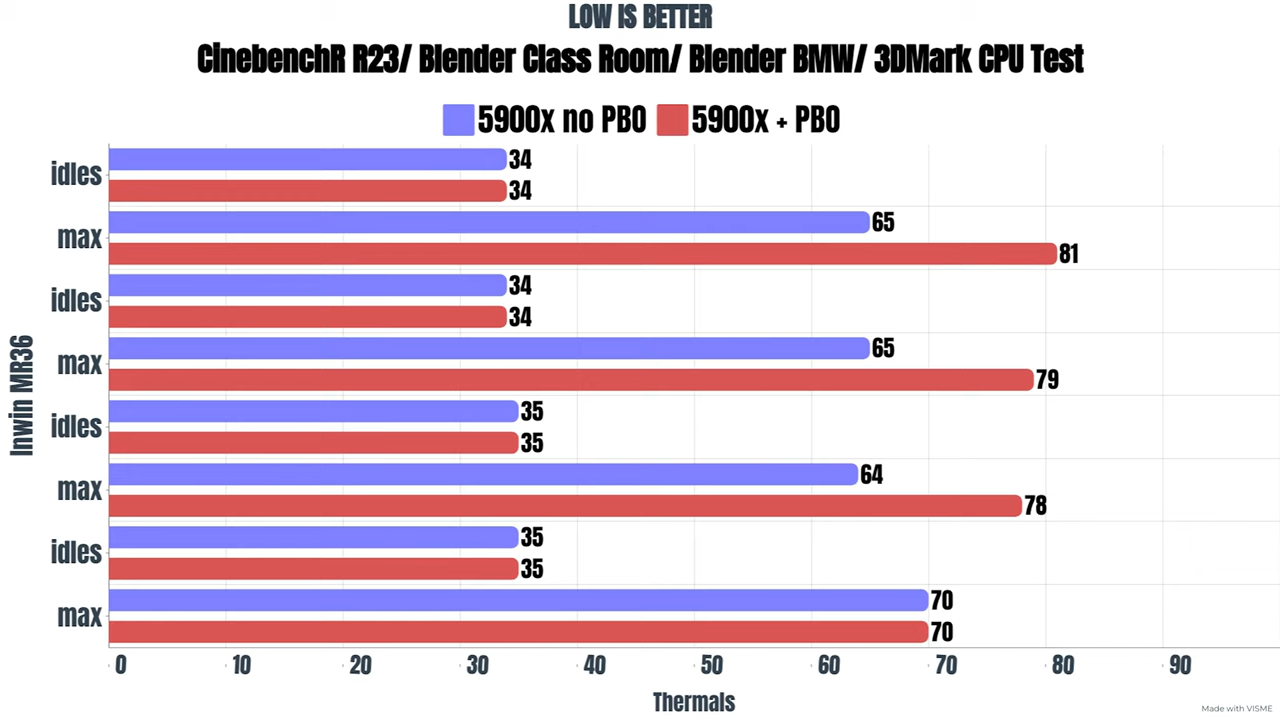 LOW IS BETTER
CinebenchR R23/ Blender Class Room/ Blender BMW/ 3DMark CPU Test
5900x no PBO 5900x + PBO
idles 34
34
max 65
81
idles 34
34
max 65
79
idles 35
35
max 64
78
idles 35
35
max 70
70
Inwin MR36
0 10 20 30 40 50 60 70 80 90
Thermals
Made with VISME